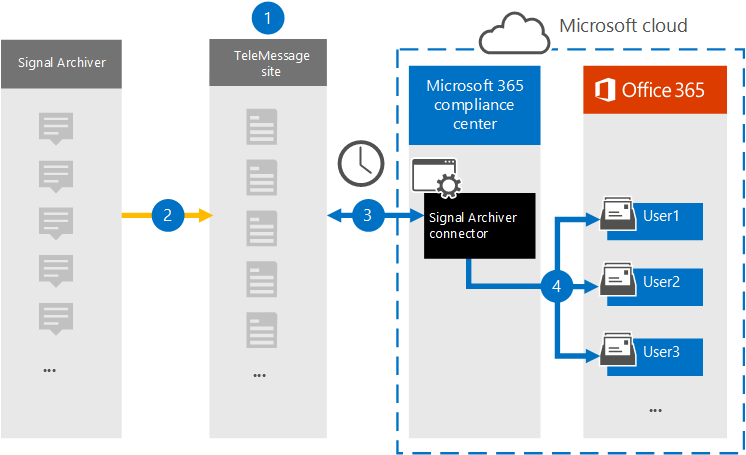 1
Microsoft cloud
Signal Archiver
TeleMessage
site
Microsoft 365
compliance
center
Office 365
2
3
Signal Archiver
connector
4
User1
User2
User3
...
...
...